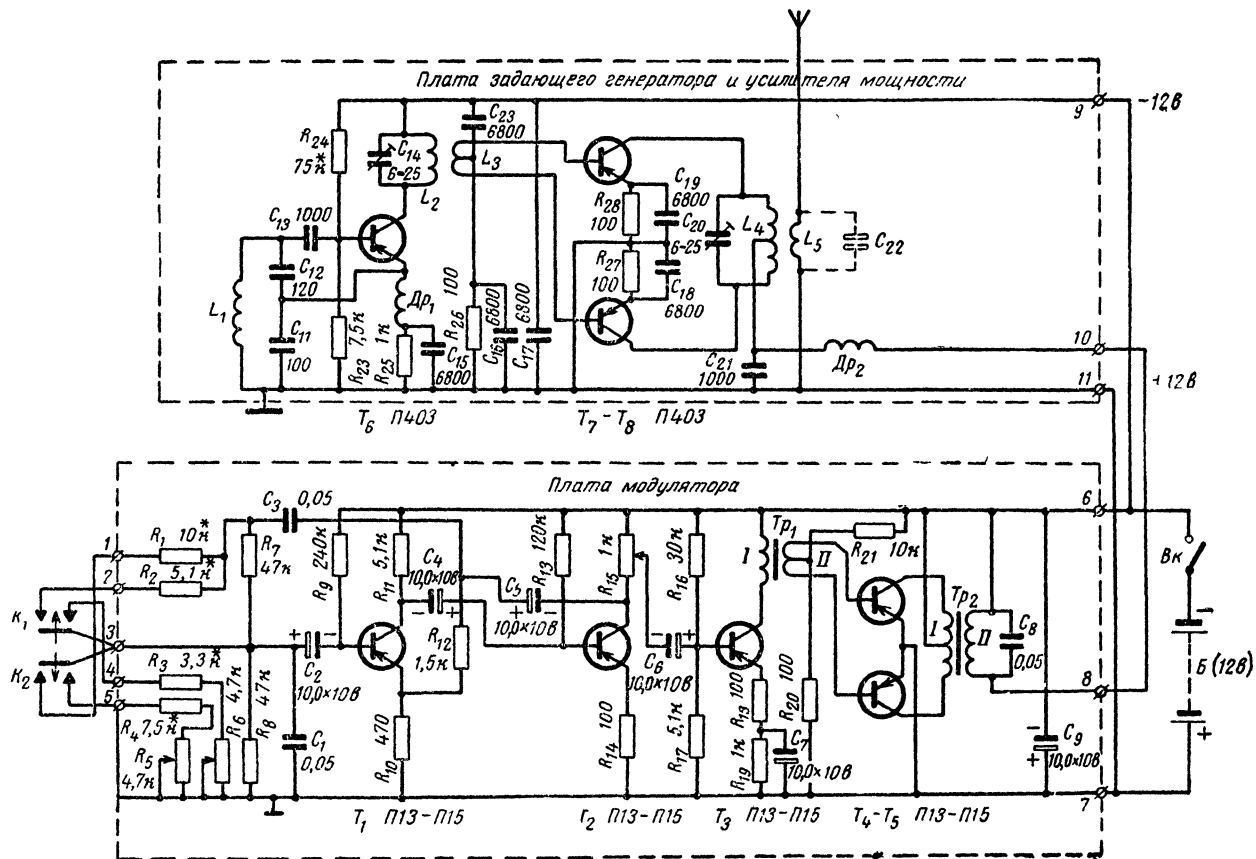 Плата задающего генератора и усилителя мощности
9
-12в
R24
75к*
C14
6-25
L2
C23
6800
L3
C13
1000
C12
120
L1
C11
100
7,5к
R23
Др1
1к
R25
C15
6800
100
R26
6800
C16
6800
C17
R28
100
R27
100
C19
6800
C20
6-25
C18
6800
L4
L5
C22
C21
1000
Др2
10
11
+12в
T6 П403
T7-T8 П403
Плата модулятора
6
1
R1 10к*
2
R2 5,1к*
C3 0,05
R7
47к
240к
R9
5,1к
R11
C4
10,0×10в
- +
R12
1,5к
C5
+ -
10,0×10в
120к
R13
1к
R15
30к
R16
Тр1
I
II
R21
10к
Тр2
I
II
C8
0,05
Вк
К1
К2
3
4
5
R3 3,3к*
R4 7,5к*
R5
4,7к
4,7к
R6
47к
R8
C2
+ -
10,0×10в
C1
0,05
470
R10
100
R14
C6
- +
10,0×10в
5,1к
R17
100
R13
1к
R19
C7
10,0×10в
100
R20
8
-
C9
+
10,0×10в
-
Б (12в)
+
7
T1 П13-П15
T2 П13-П15
T3 П13-П15
T4-T5 П13-П15